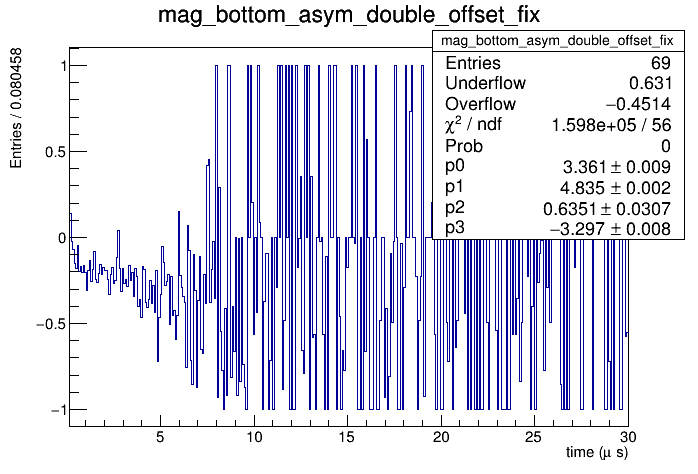 mag_bottom_asym_double_offset_fix
mag_bottom_asym_double_offset_fix
Entries 69
Underflow 0.631
Overflow −0.4514
χ² / ndf 1.598e+05 / 56
Prob 0
p0 3.361 ± 0.009
p1 4.835 ± 0.002
p2 0.6351 ± 0.0307
p3 −3.297 ± 0.008
Entries / 0.080458
1
0.5
0
−0.5
−1
5 10 15 20 25 30
time (μ s)